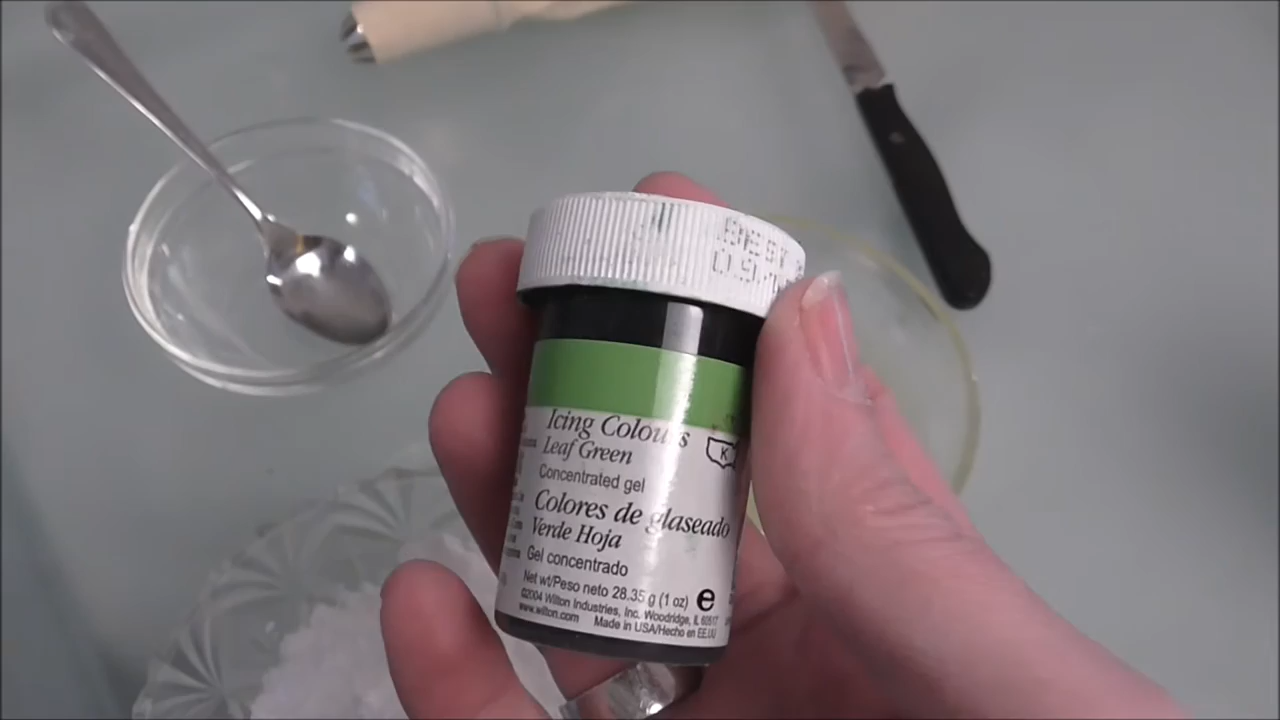 BEST
Icing Colours
Leaf Green
K
Concentrated gel
Colores de glaseado
Verde Hoja
Gel concentrado
Net wt/Peso neto 28.35 g (1 oz) e
©2004 Wilton Industries, Inc. Woodridge, IL 60517
www.wilton.com Made in USA/Hecho en EE.UU